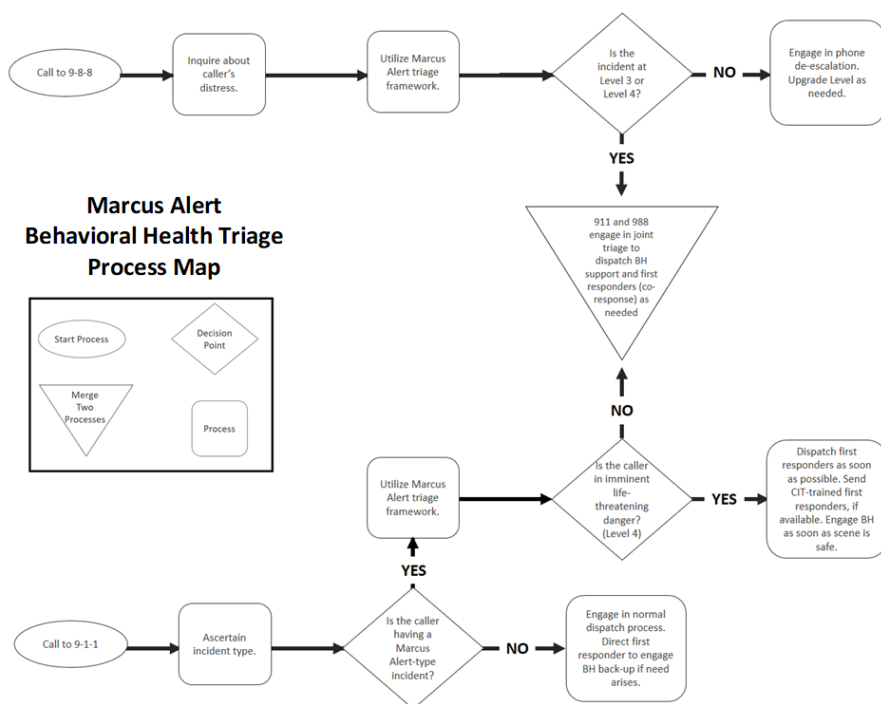 Call to 9-8-8
Inquire about
caller's
distress.
Utilize Marcus
Alert triage
framework.
Is the
incident at
Level 3 or
Level 4?
NO
Engage in phone
de-escalation.
Upgrade Level as
needed.
YES
911 and 988
engage in joint
triage to
dispatch BH
support and first
responders (co-
response) as
needed
Marcus Alert
Behavioral Health Triage
Process Map
Start Process
Decision
Point
Merge
Two
Processes
Process
NO
Utilize Marcus
Alert triage
framework.
Is the caller
in imminent
life-
threatening
danger?
(Level 4)
YES
Dispatch first
responders as soon
as possible. Send
CIT-trained first
responders, if
available. Engage BH
as soon as scene is
safe.
YES
Call to 9-1-1
Ascertain
incident type.
Is the caller
having a
Marcus
Alert-type
incident?
NO
Engage in normal
dispatch process.
Direct first
responder to engage
BH back-up if need
arises.